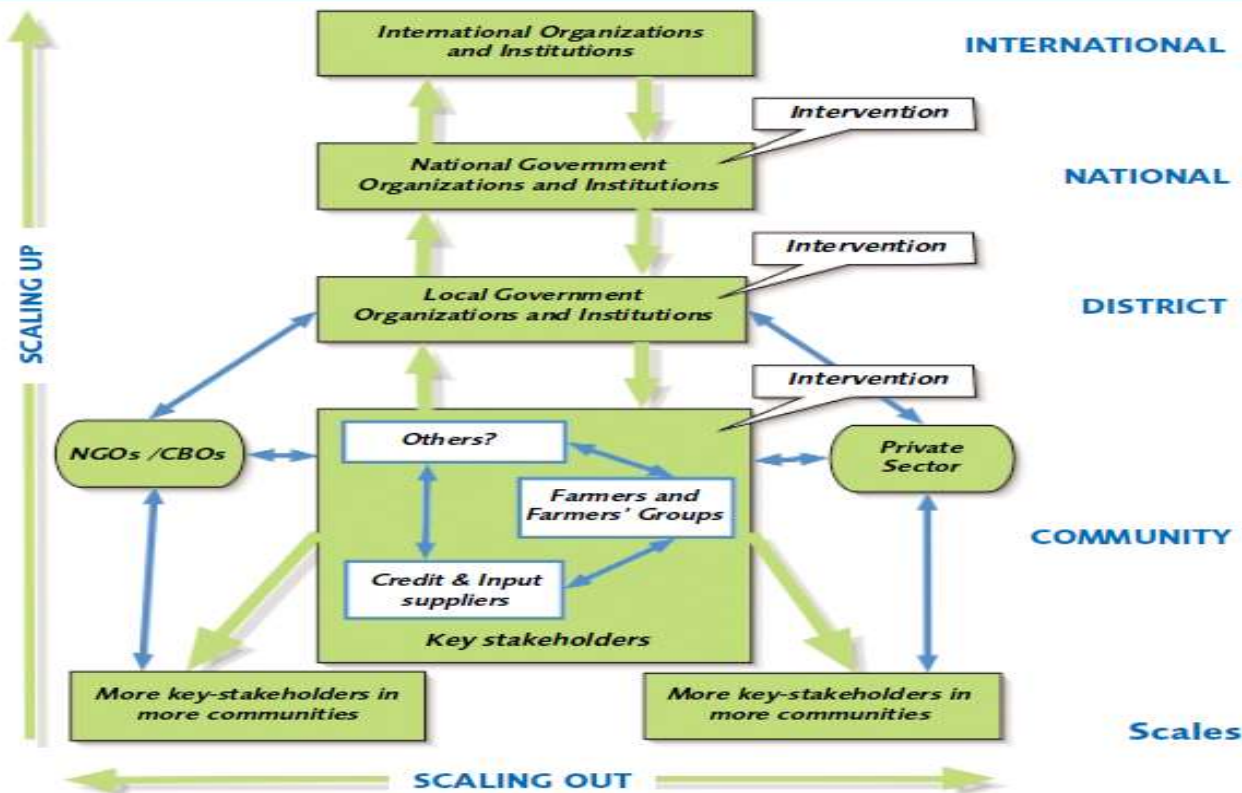 International Organizations
and Institutions
INTERNATIONAL
Intervention
National Government
Organizations and Institutions
NATIONAL
Intervention
Local Government
Organizations and Institutions
DISTRICT
SCALING UP
Intervention
NGOs /CBOs
Others?
Private
Sector
Farmers and
Farmers' Groups
COMMUNITY
Credit & Input
suppliers
Key stakeholders
More key-stakeholders in
more communities
More key-stakeholders in
more communities
Scales
SCALING OUT